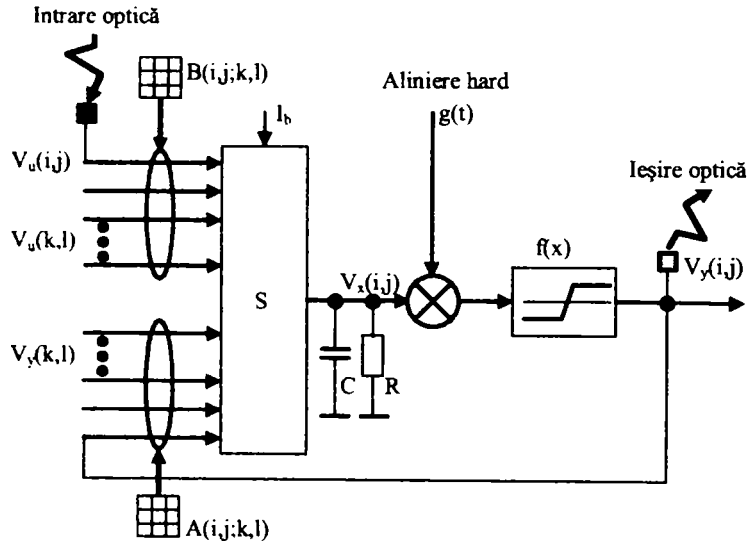 Intrare optică
B(i,j;k,l)
Aliniere hard
I_b
g(t)
V_u(i,j)
Ieşire optică
V_u(k,l)
f(x)
V_y(i,j)
S
V_x(i,j)
V_y(k,l)
C
R
A(i,j;k,l)